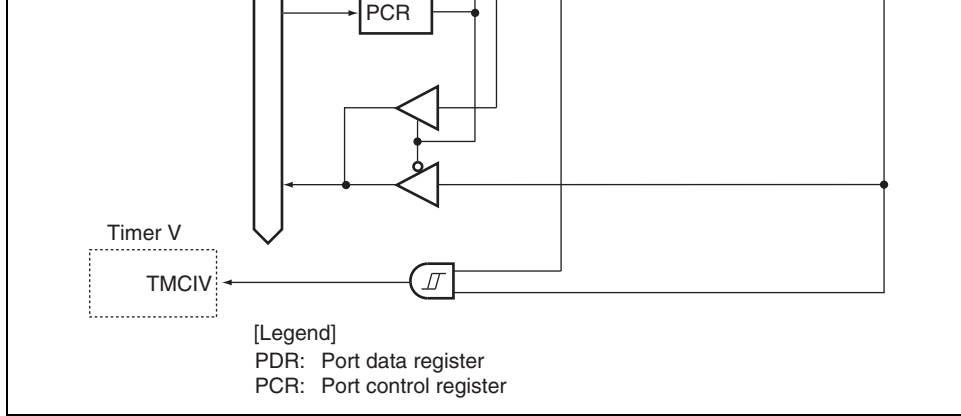 PCR
Timer V
TMCIV
[Legend]
PDR: Port data register
PCR: Port control register